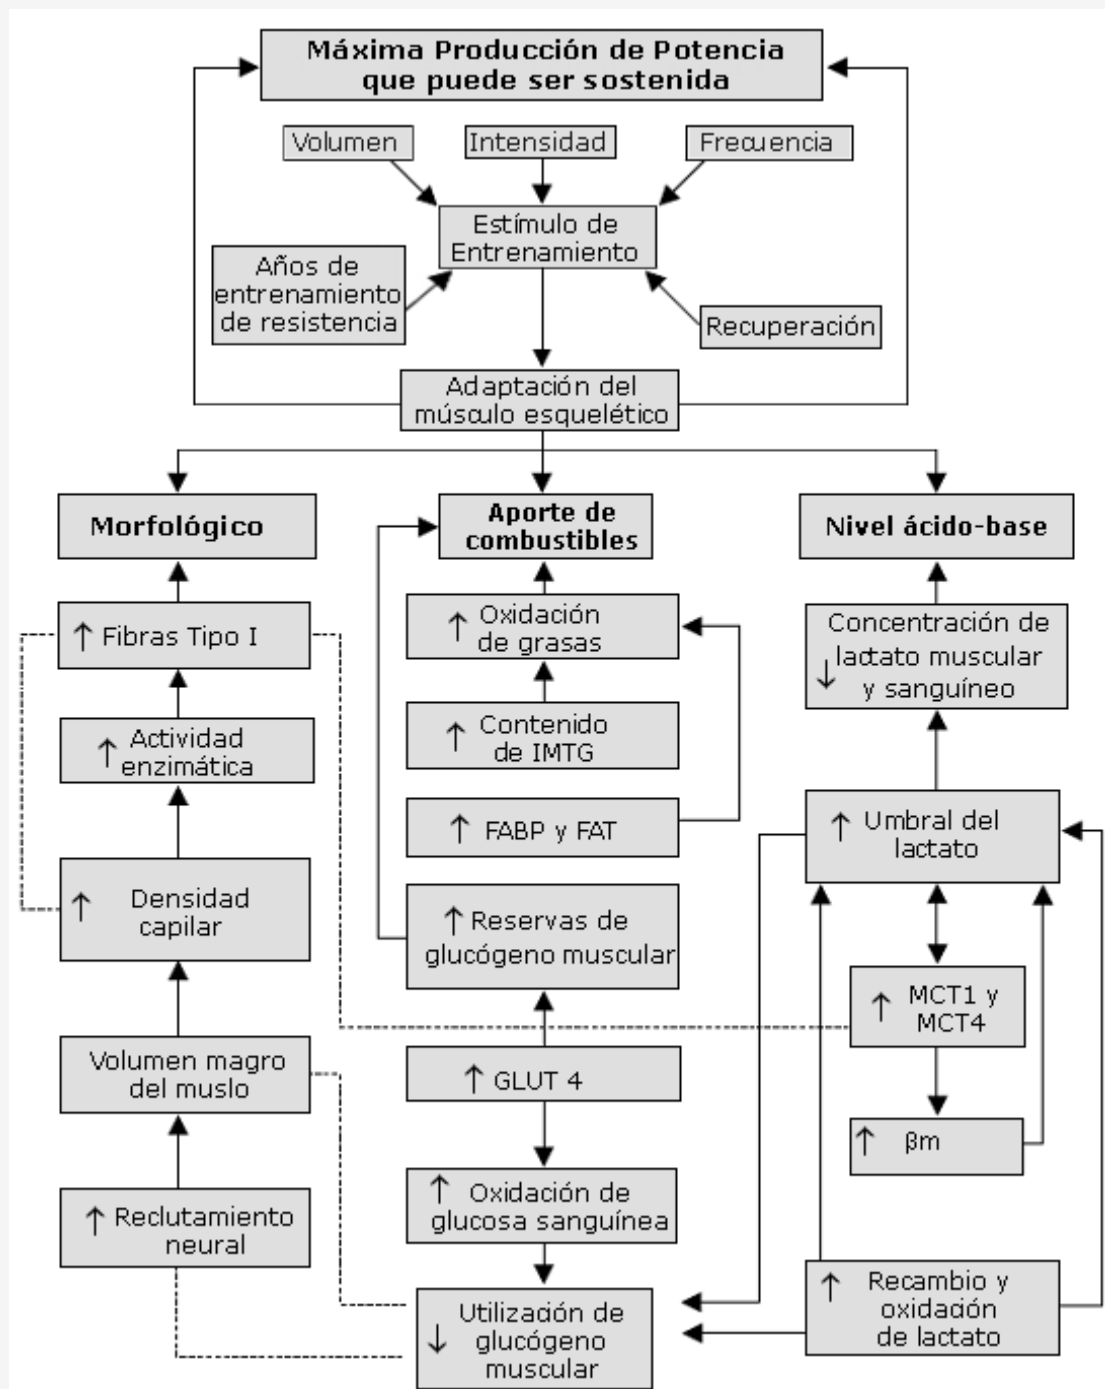 Máxima Producción de Potencia
que puede ser sostenida
Volumen
Intensidad
Frecuencia
Estímulo de
Entrenamiento
Años de
entrenamiento
de resistencia
Recuperación
Adaptación del
músculo esquelético
Morfológico
Aporte de
combustibles
Nivel ácido-base
↑ Fibras Tipo I
↑ Actividad
enzimática
↑ Densidad
capilar
Volumen magro
del muslo
↑ Reclutamiento
neural
↑ Oxidación
de grasas
↑ Contenido
de IMTG
↑ FABP y FAT
↑ Reservas de
glucógeno muscular
↑ GLUT 4
↑ Oxidación de
glucosa sanguínea
↓ Utilización de
glucógeno
muscular
Concentración de
↓ lactato muscular
y sanguíneo
↑ Umbral del
lactato
↑ MCT1 y
MCT4
↑ βm
↑ Recambio y
oxidación
de lactato